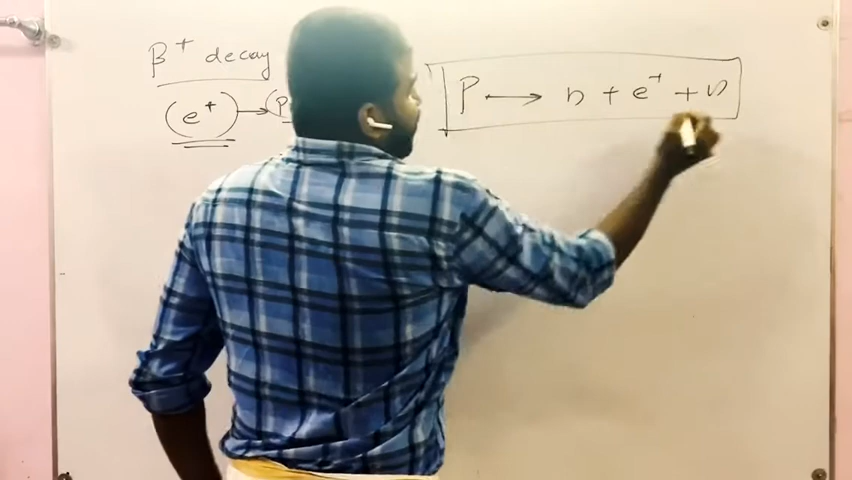 β⁺ decay
P → n + e⁺ + υ
(e⁺) → (P